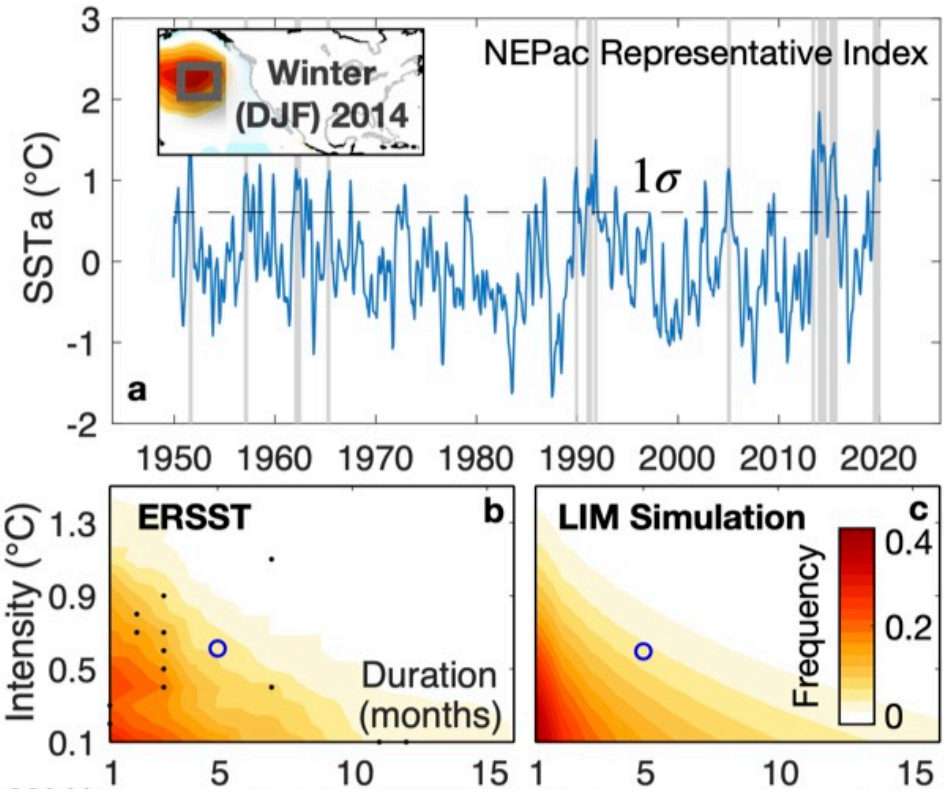 3
NEPac Representative Index
Winter
(DJF) 2014
2
1
1σ
SSTa (°C)
0
-1
a
-2
1950 1960 1970 1980 1990 2000 2010 2020
ERSST b
LIM Simulation c
1.3
0.9
0.5
0.1
Intensity (°C)
Duration
(months)
Frequency
0.4
0.2
0
1 5 10 15
1 5 10 15